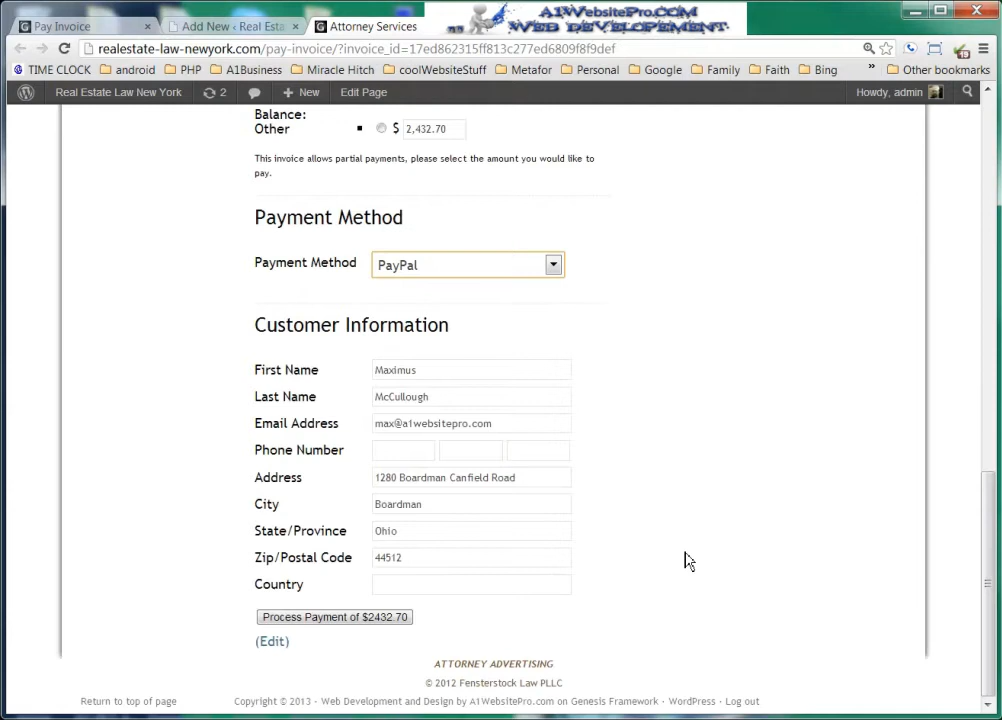 A1WebsitePro.COM
WEB DEVELOPEMENT
Pay Invoice
Add New ‹ Real Esta
Attorney Services
realestate-law-newyork.com/pay-invoice/?invoice_id=17ed862315ff813c277ed6809f8f9def
TIME CLOCK android PHP A1Business Miracle Hitch coolWebsiteStuff Metafor Personal Google Family Faith Bing » Other bookmarks
Real Estate Law New York 2 + New Edit Page Howdy, admin
Balance:
Other $ 2,432.70
This invoice allows partial payments, please select the amount you would like to
pay.
Payment Method
Payment Method PayPal
Customer Information
First Name Maximus
Last Name McCullough
Email Address max@a1websitepro.com
Phone Number
Address 1280 Boardman Canfield Road
City Boardman
State/Province Ohio
Zip/Postal Code 44512
Country
Process Payment of $2432.70
(Edit)
ATTORNEY ADVERTISING
© 2012 Fensterstock Law PLLC
Return to top of page Copyright © 2013 · Web Development and Design by A1WebsitePro.com on Genesis Framework · WordPress · Log out